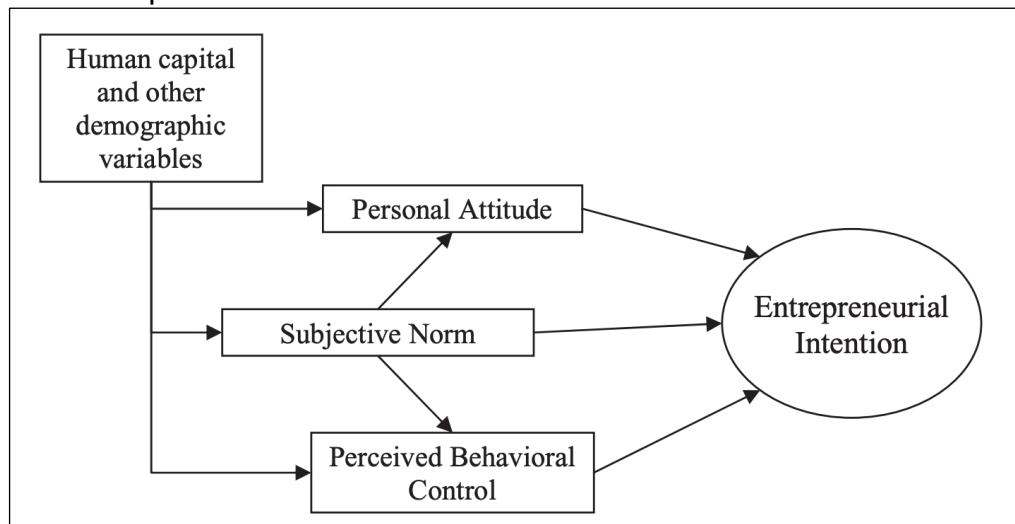 Human capital
and other
demographic
variables
Personal Attitude
Subjective Norm
Entrepreneurial
Intention
Perceived Behavioral
Control